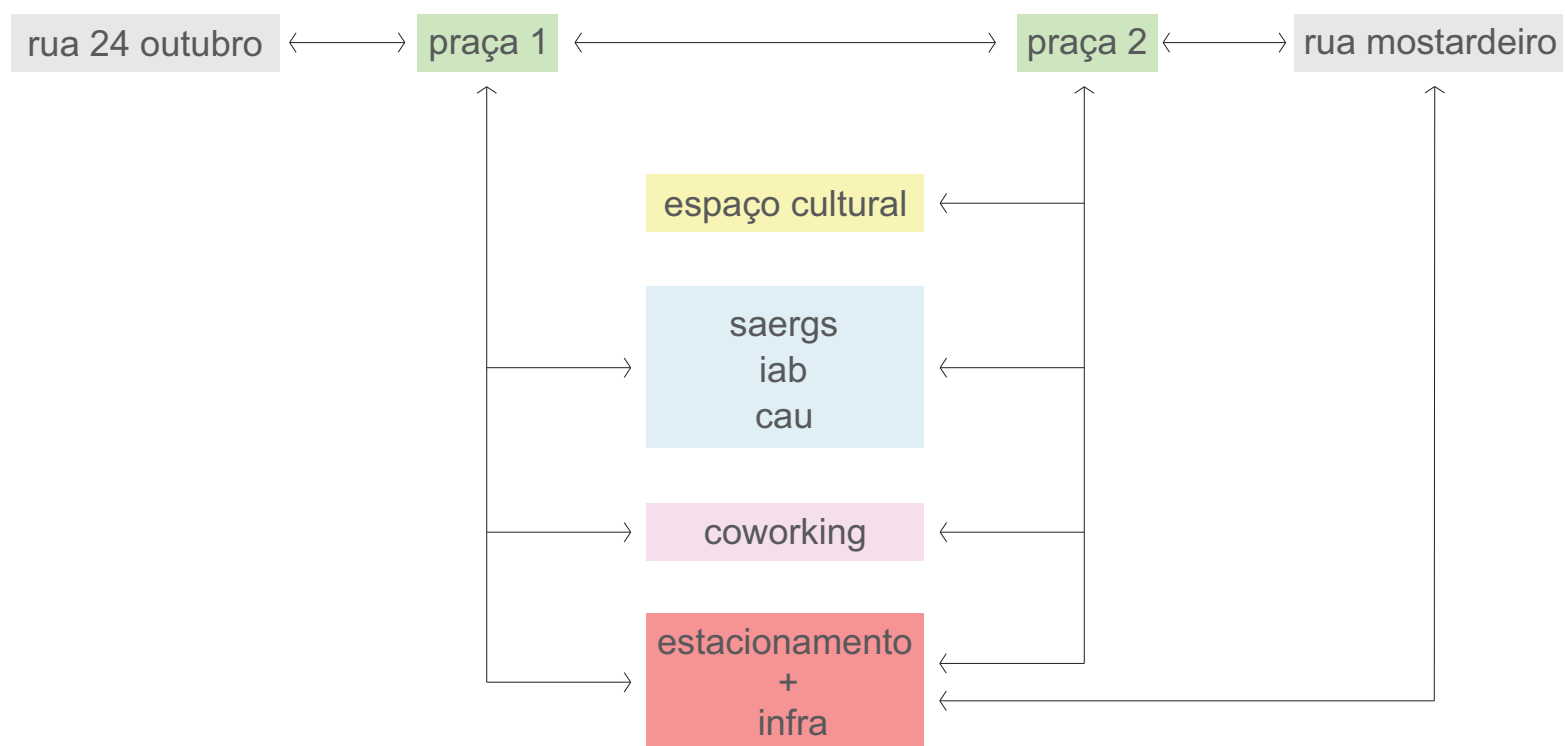 rua 24 outubro
praça 1
praça 2
rua mostardeiro
espaço cultural
saergs
iab
cau
coworking
estacionamento
+
infra